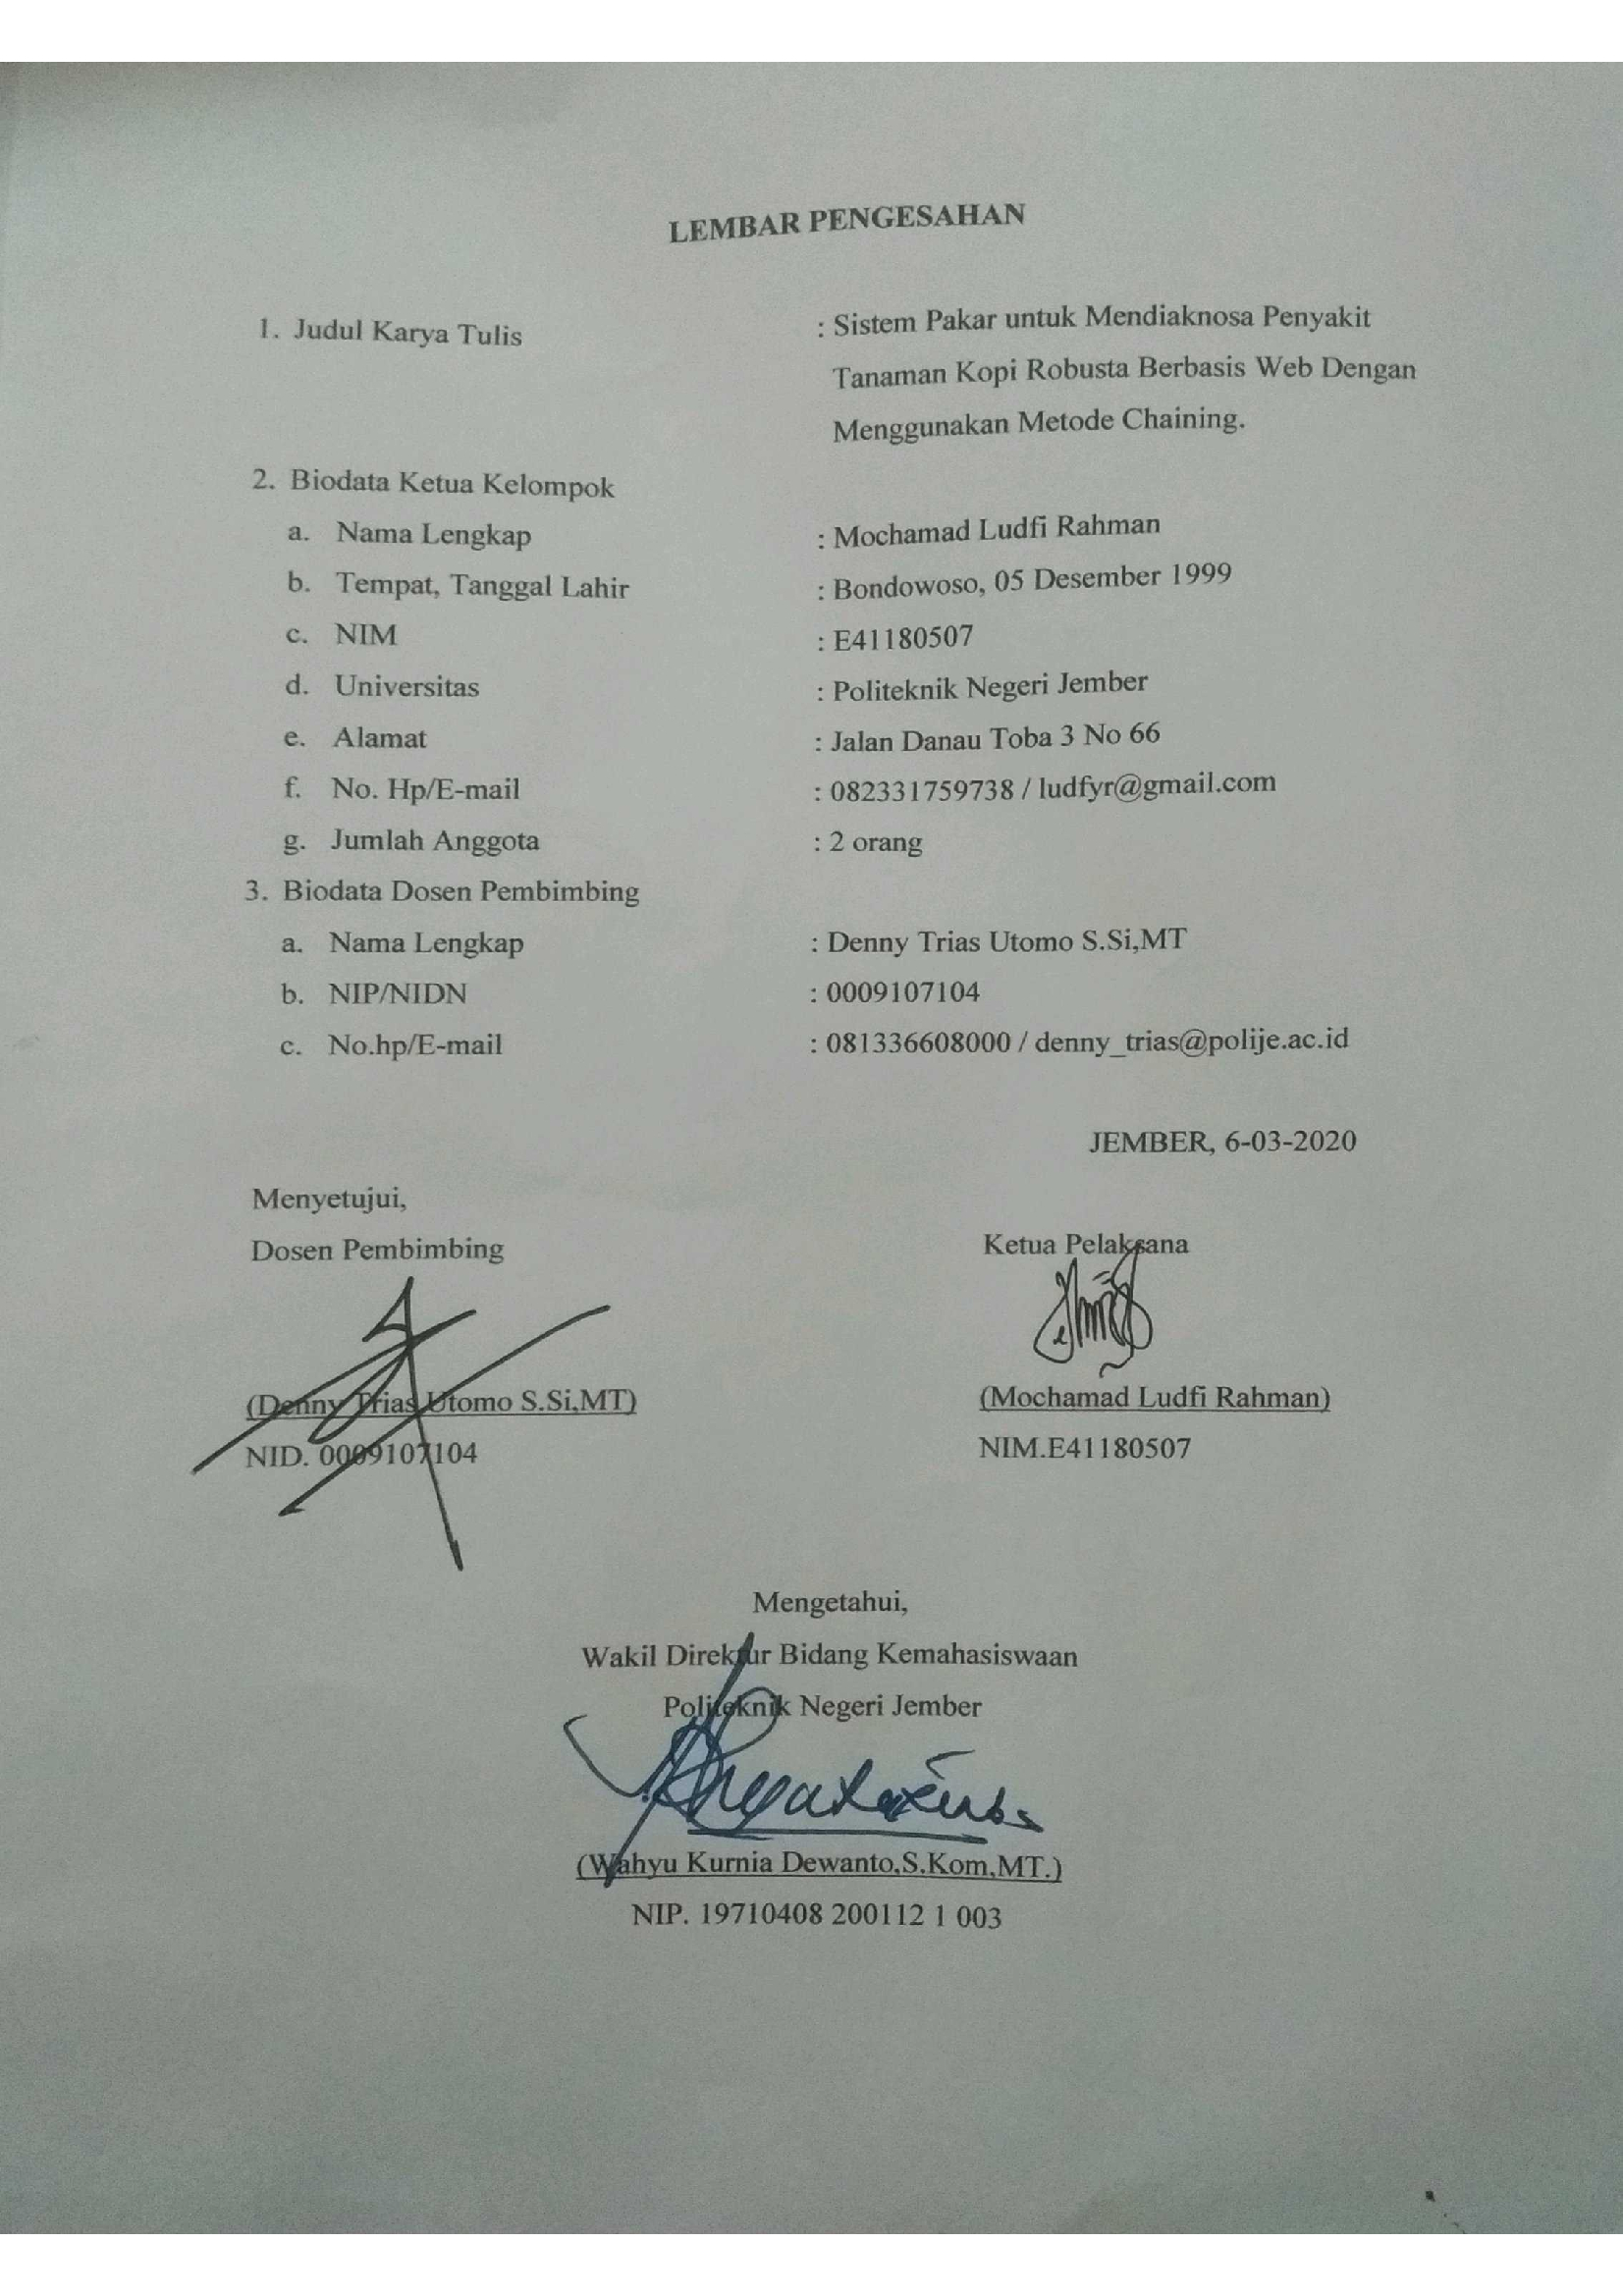 LEMBAR PENGESAHAN
1. Judul Karya Tulis : Sistem Pakar untuk Mendiaknosa Penyakit
Tanaman Kopi Robusta Berbasis Web Dengan
Menggunakan Metode Chaining.
2. Biodata Ketua Kelompok
a. Nama Lengkap : Mochamad Ludfi Rahman
b. Tempat, Tanggal Lahir : Bondowoso, 05 Desember 1999
c. NIM : E41180507
d. Universitas : Politeknik Negeri Jember
e. Alamat : Jalan Danau Toba 3 No 66
f. No. Hp/E-mail : 082331759738 / ludfyr@gmail.com
g. Jumlah Anggota : 2 orang
3. Biodata Dosen Pembimbing
a. Nama Lengkap : Denny Trias Utomo S.Si,MT
b. NIP/NIDN : 0009107104
c. No.hp/E-mail : 081336608000 / denny_trias@polije.ac.id
JEMBER, 6-03-2020
Menyetujui,
Dosen Pembimbing
Ketua Pelaksana
(Denny Trias Utomo S.Si,MT)
NID. 0009107104
(Mochamad Ludfi Rahman)
NIM.E41180507
Mengetahui,
Wakil Direktur Bidang Kemahasiswaan
Politeknik Negeri Jember
(Wahyu Kurnia Dewanto,S.Kom,MT.)
NIP. 19710408 200112 1 003